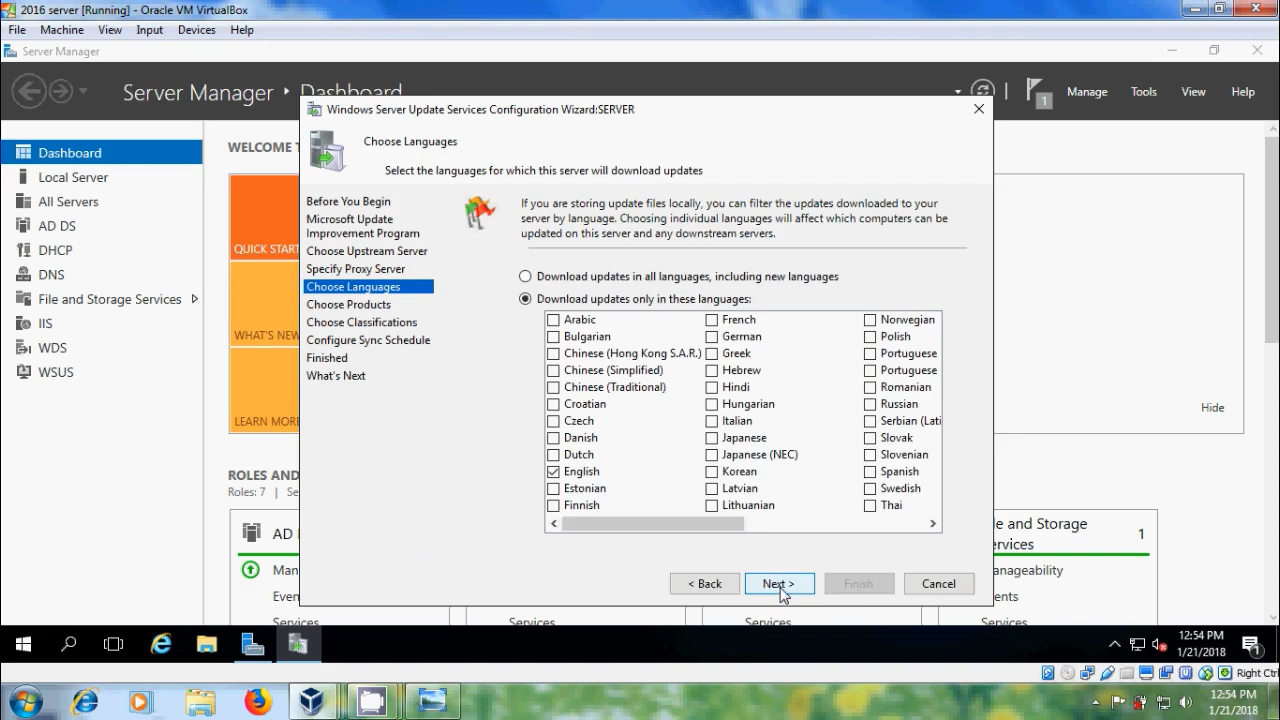 2016 server [Running] - Oracle VM VirtualBox
File Machine View Input Devices Help
Server Manager
Server Manager Dashboard
1 Manage Tools View Help
Windows Server Update Services Configuration Wizard:SERVER
Choose Languages
Select the languages for which this server will download updates
Dashboard
Local Server
All Servers
AD DS
DHCP
DNS
File and Storage Services
IIS
WDS
WSUS
WELCOME T
QUICK START
WHAT'S NEW
LEARN MORE
Hide
Before You Begin
Microsoft Update
Improvement Program
Choose Upstream Server
Specify Proxy Server
Choose Languages
Choose Products
Choose Classifications
Configure Sync Schedule
Finished
What's Next
If you are storing update files locally, you can filter the updates downloaded to your
server by language. Choosing individual languages will affect which computers can be
updated on this server and any downstream servers.
Download updates in all languages, including new languages
Download updates only in these languages:
Arabic French Norwegian
Bulgarian German Polish
Chinese (Hong Kong S.A.R.) Greek Portuguese
Chinese (Simplified) Hebrew Portuguese
Chinese (Traditional) Hindi Romanian
Croatian Hungarian Russian
Czech Italian Serbian (Lati
Danish Japanese Slovak
Dutch Japanese (NEC) Slovenian
English Korean Spanish
Estonian Latvian Swedish
Finnish Lithuanian Thai
< Back Next > Finish Cancel
ROLES AND
Roles: 7 | Se
AD
Man
Even
Services
Services
Services
le and Storage
ervices
1
anageability
ents
Services
12:54 PM
1/21/2018
1
Right Ctrl
12:54 PM
1/21/2018